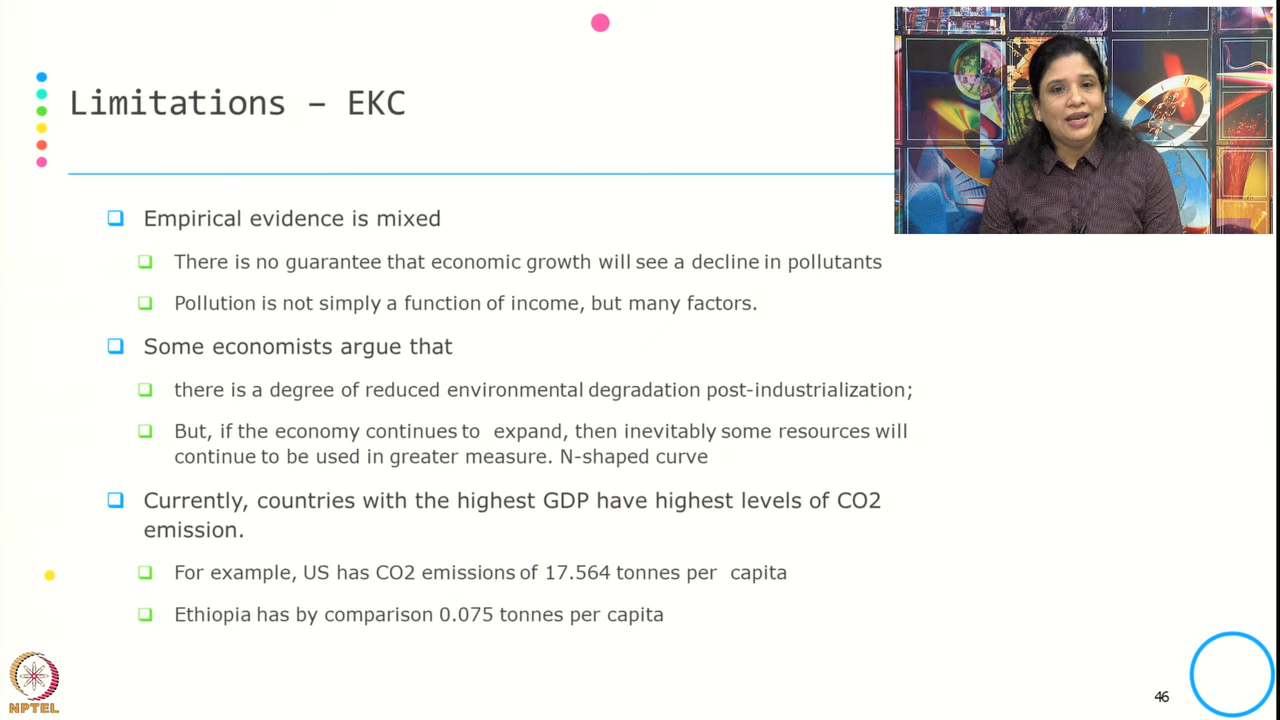 Limitations – EKC
Empirical evidence is mixed
There is no guarantee that economic growth will see a decline in pollutants
Pollution is not simply a function of income, but many factors.
Some economists argue that
there is a degree of reduced environmental degradation post-industrialization;
But, if the economy continues to expand, then inevitably some resources will
continue to be used in greater measure. N-shaped curve
Currently, countries with the highest GDP have highest levels of CO2
emission.
For example, US has CO2 emissions of 17.564 tonnes per capita
Ethiopia has by comparison 0.075 tonnes per capita
NPTEL
46